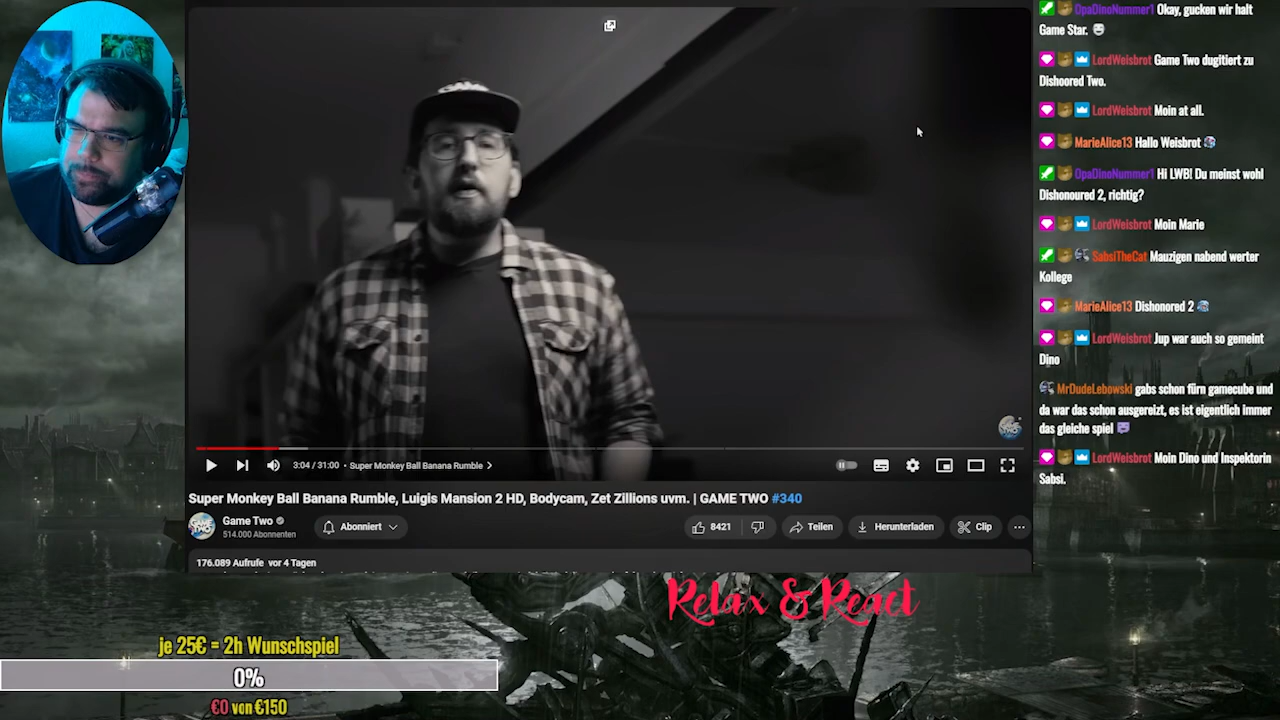 3:04 / 31:00 • Super Monkey Ball Banana Rumble
Super Monkey Ball Banana Rumble, Luigis Mansion 2 HD, Bodycam, Zet Zillions uvm. | GAME TWO #340
GAME TWO
Game Two
514.000 Abonnenten
Abonniert
8421
Teilen
Herunterladen
Clip
176.089 Aufrufe vor 4 Tagen
Relax & React
je 25€ = 2h Wunschspiel
0%
€0 von €150
OpaDinoNummer1 Okay, gucken wir halt
Game Star.
LordWeisbrot Game Two dugitiert zu
Dishoored Two.
LordWeisbrot Moin at all.
MarieAlice13 Hallo Weisbrot
OpaDinoNummer1 Hi LWB! Du meinst wohl
Dishonoured 2, richtig?
LordWeisbrot Moin Marie
SabsiTheCat Mauzigen nabend werter
Kollege
MarieAlice13 Dishonored 2
LordWeisbrot Jup war auch so gemeint
Dino
MrDudeLebowski gabs schon fürn gamecube und
da war das schon ausgereizt, es ist eigentlich immer
das gleiche spiel
LordWeisbrot Moin Dino und Inspektorin
Sabsi.